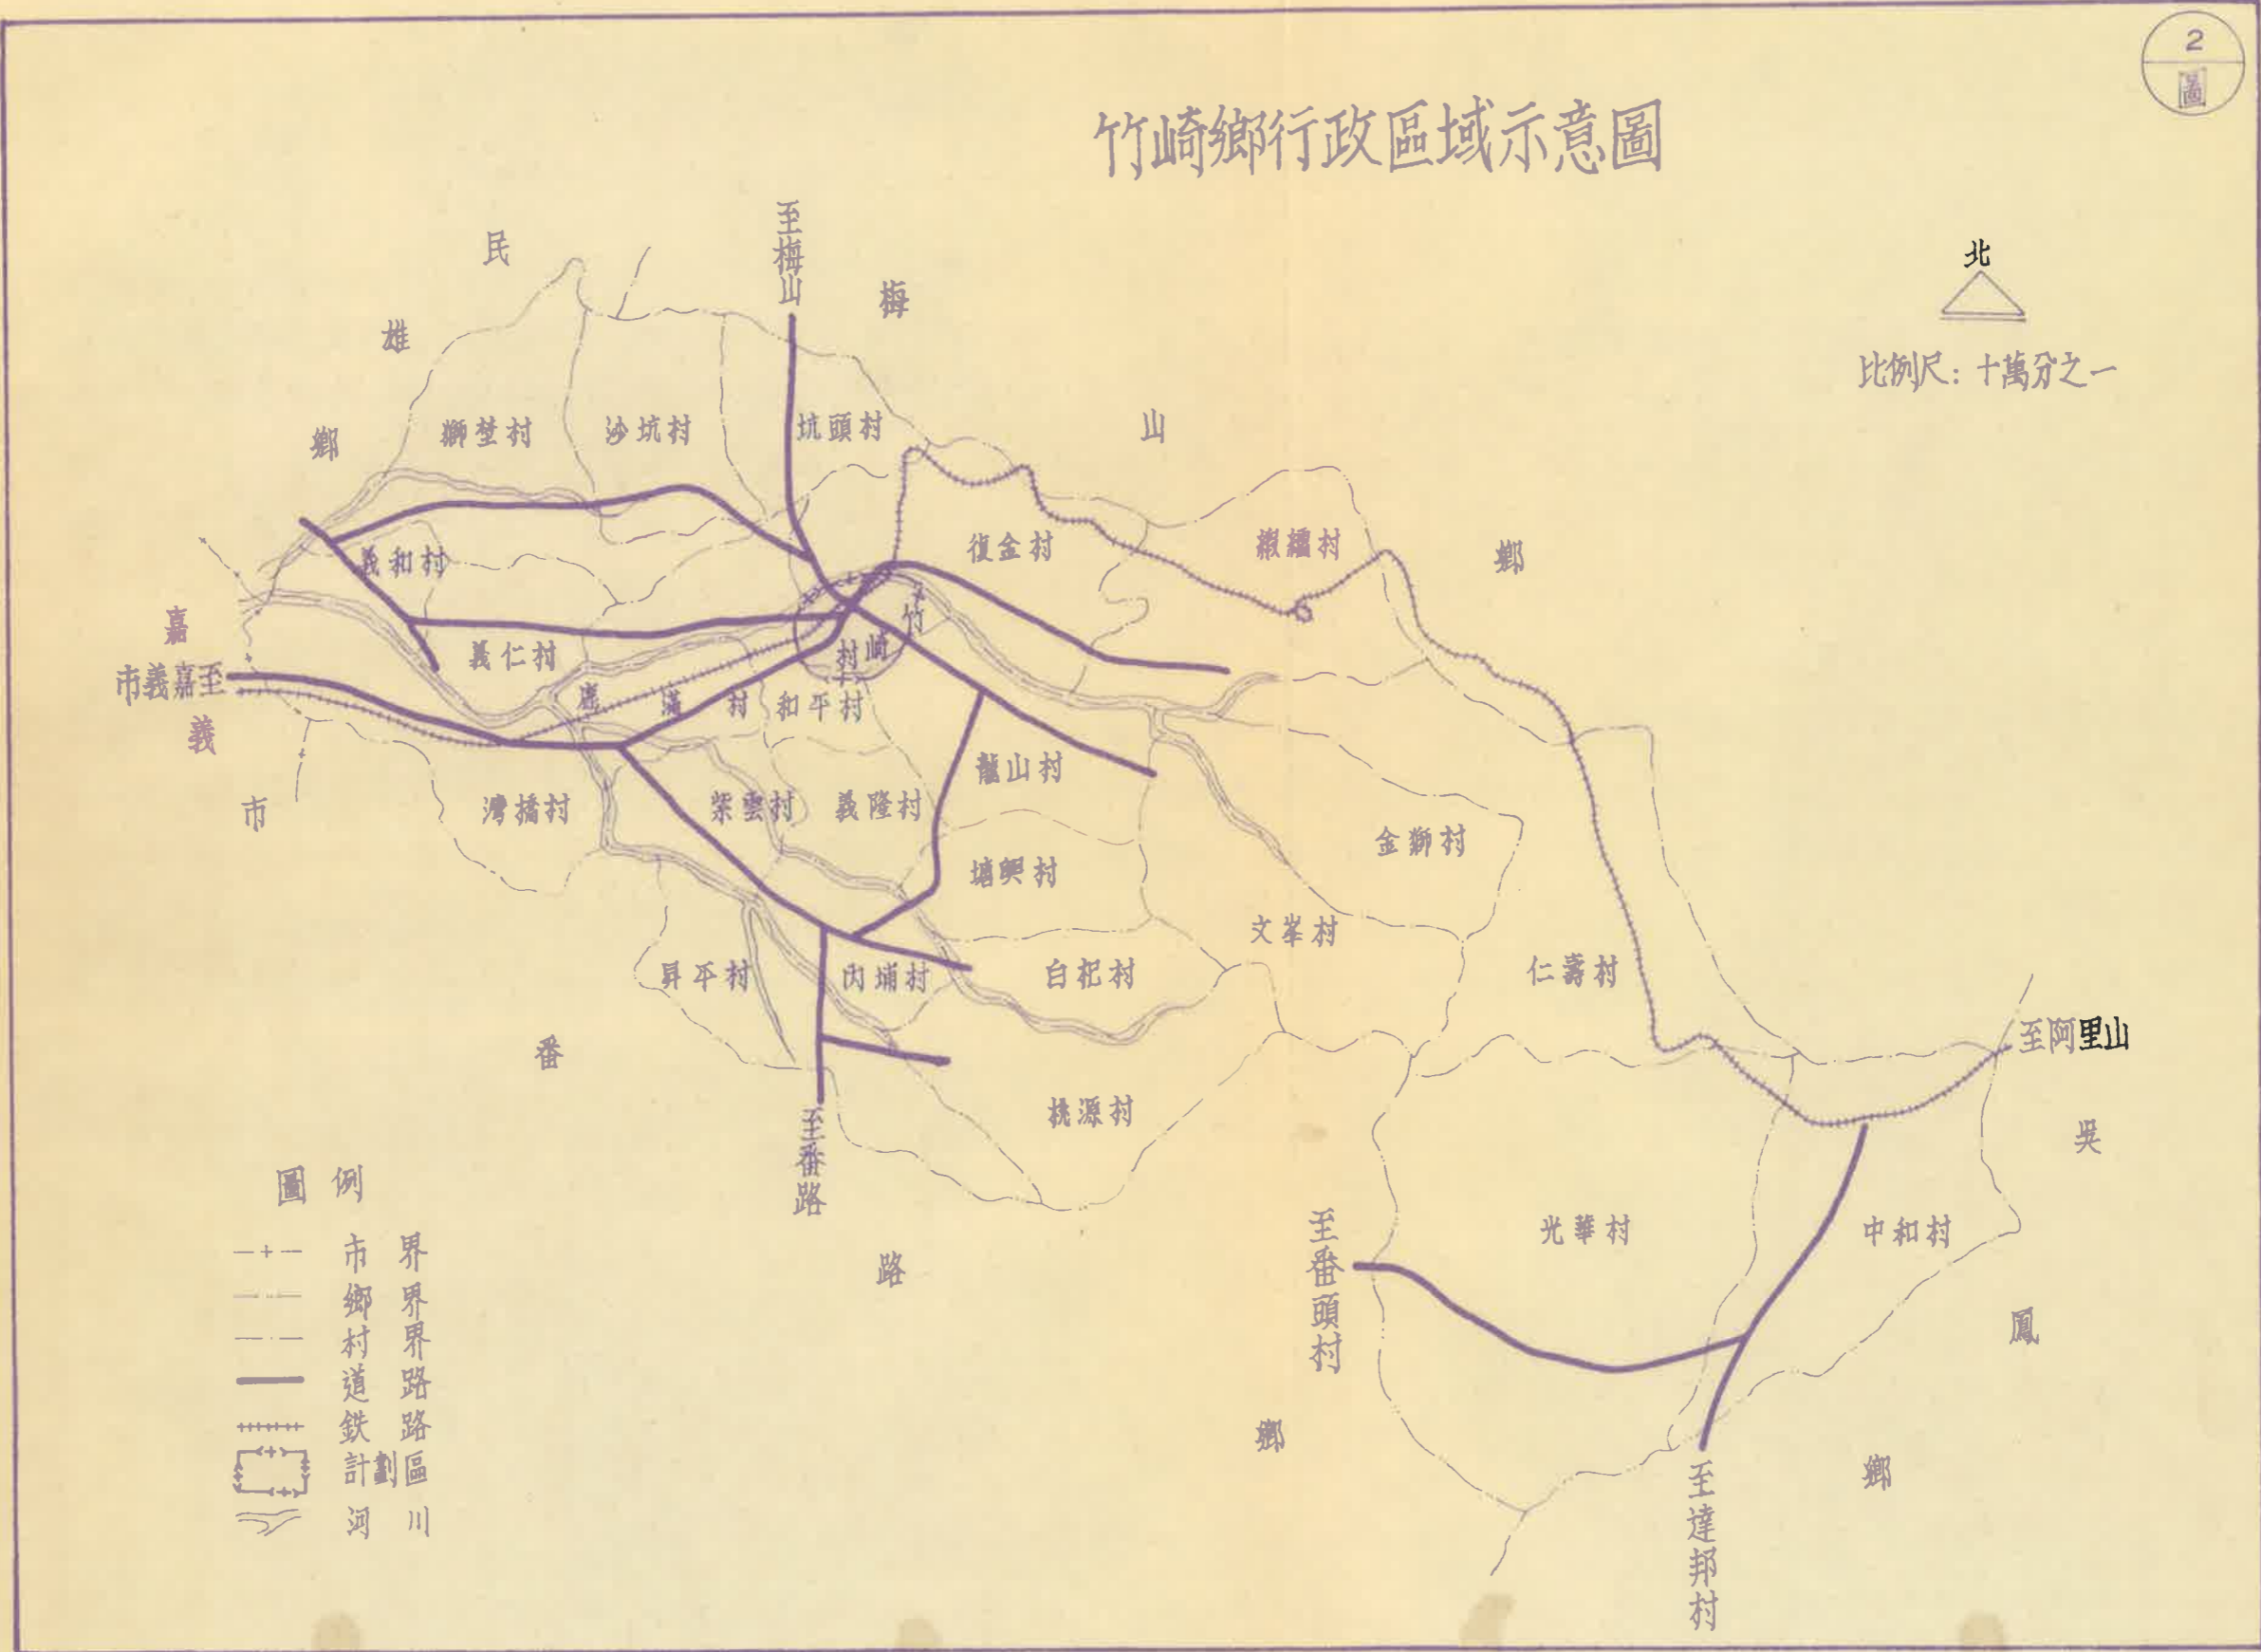 2
圖
竹崎鄉行政區域示意圖
北
比例尺：十萬分之一
民
雄
鄉
至梅山
梅
山
鄉
獅埜村
沙坑村
坑頭村
復金村
緞繻村
義和村
義仁村
竹
崎
村
鹿滿村
和平村
嘉
市義嘉至
義
市
灣橋村
紫雲村
義隆村
龍山村
塘興村
金獅村
文峯村
仁壽村
昇平村
內埔村
白杞村
桃源村
番
路
鄉
至番路
至阿里山
吳
鳳
鄉
光華村
中和村
至番頭村
至達邦村
圖例
市界
鄉界
村界
道路
鉄路
計劃區
河川